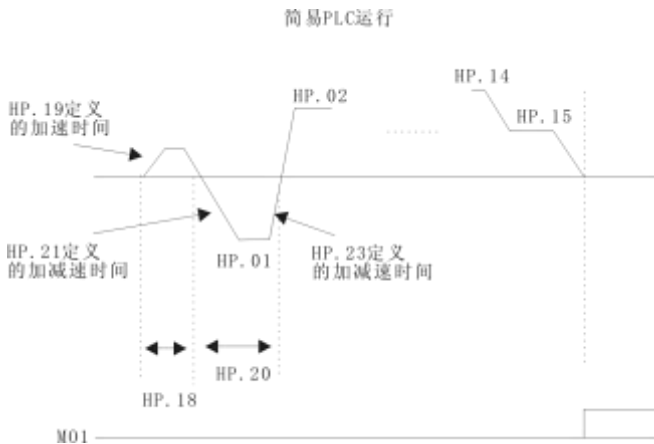 简易PLC运行
HP.14
HP.02
HP.15
HP.19定义
的加速时间
HP.21定义
的加减速时间
HP.01
HP.23定义
的加减速时间
HP.20
HP.18
M01